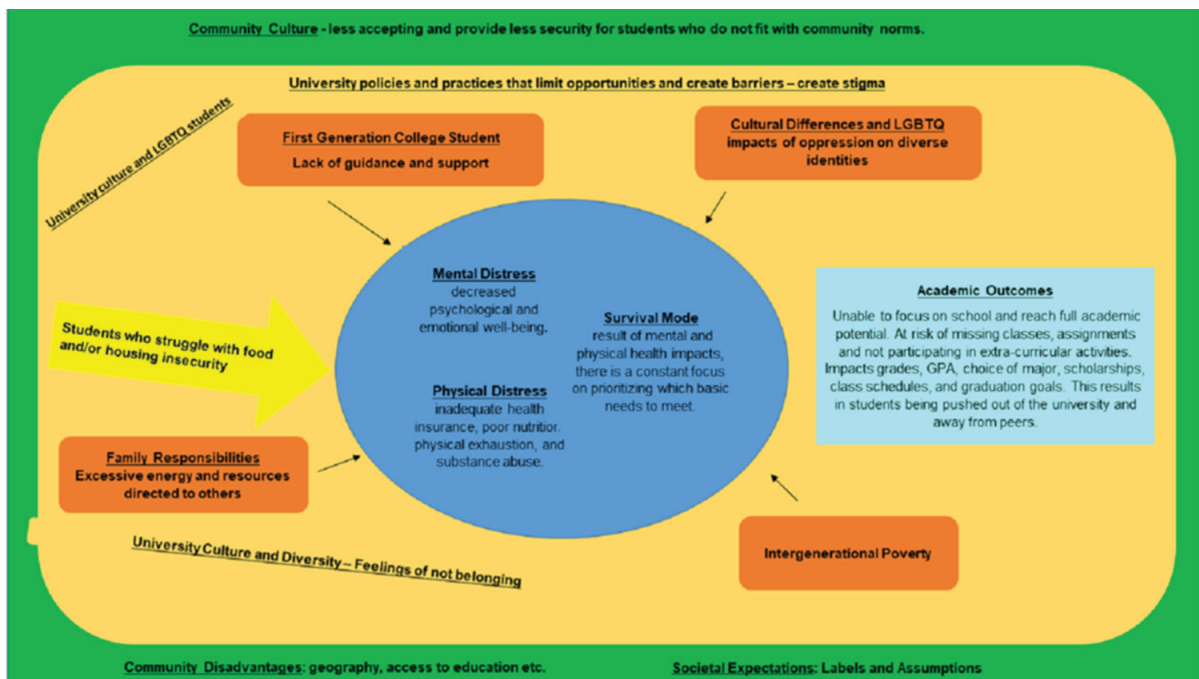 Community Culture - less accepting and provide less security for students who do not fit with community norms.
University policies and practices that limit opportunities and create barriers – create stigma
University culture and LGBTQ students
First Generation College Student
Lack of guidance and support
Cultural Differences and LGBTQ
impacts of oppression on diverse
identities
Mental Distress
decreased
psychological and
emotional well-being.
Physical Distress
inadequate health
insurance, poor nutrition.
physical exhaustion, and
substance abuse.
Survival Mode
result of mental and
physical health impacts,
there is a constant focus
on prioritizing which basic
needs to meet.
Academic Outcomes
Unable to focus on school and reach full academic
potential. At risk of missing classes, assignments
and not participating in extra-curricular activities.
Impacts grades, GPA, choice of major, scholarships,
class schedules, and graduation goals. This results
in students being pushed out of the university and
away from peers.
Students who struggle with food
and/or housing insecurity
Family Responsibilities
Excessive energy and resources
directed to others
Intergenerational Poverty
University Culture and Diversity – Feelings of not belonging
Community Disadvantages: geography, access to education etc.
Societal Expectations: Labels and Assumptions